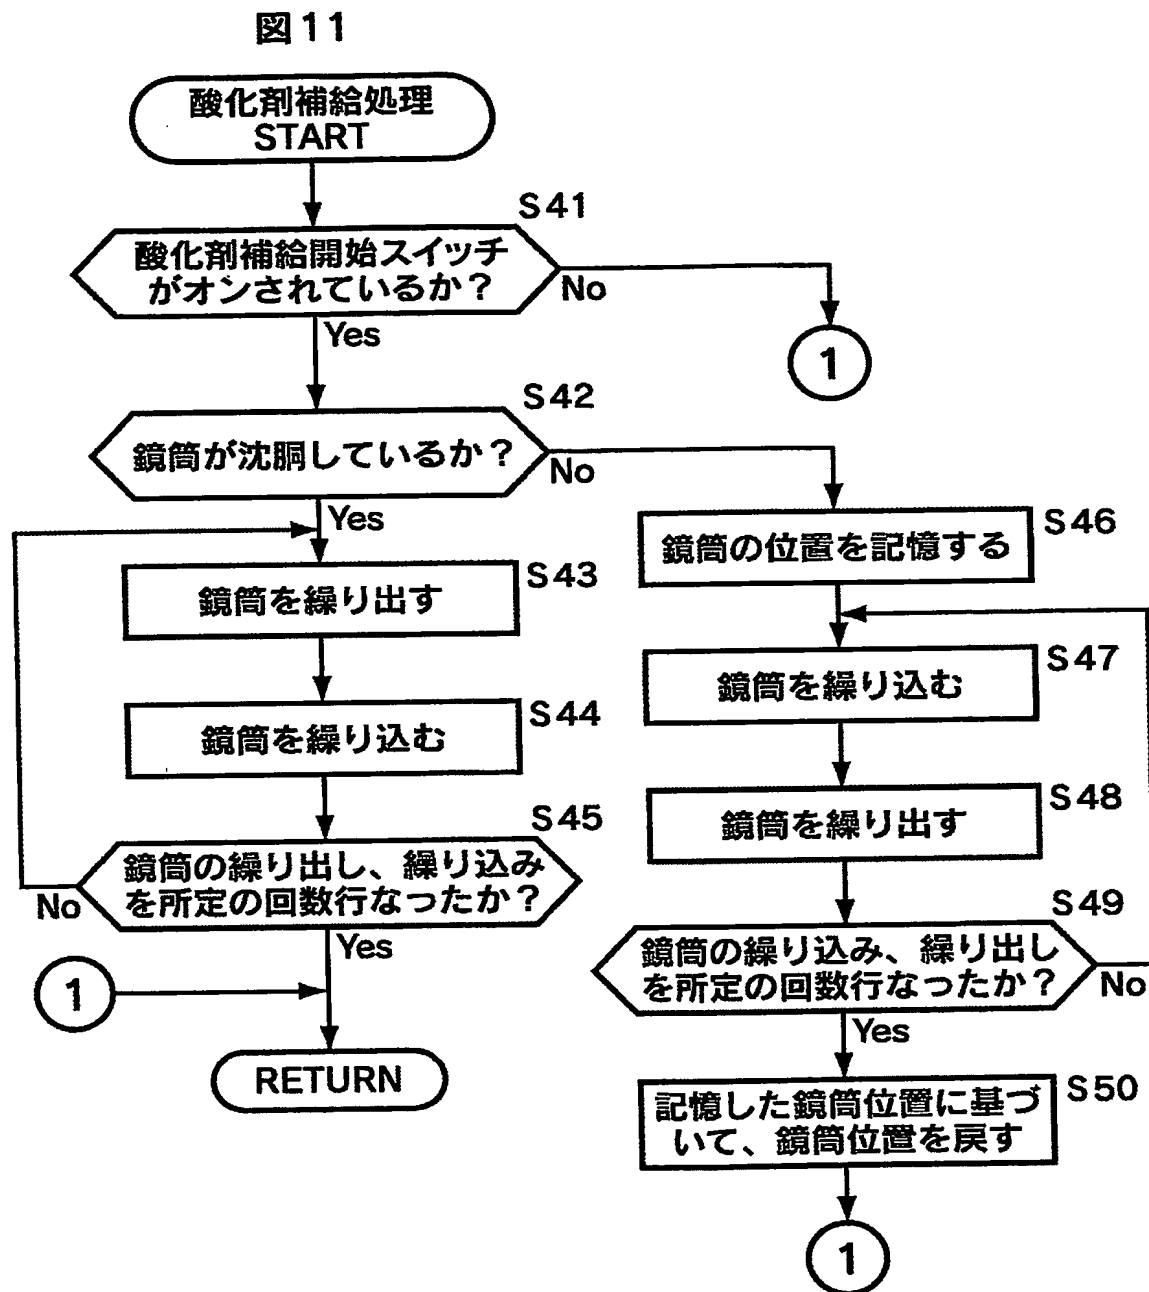 図11
酸化剤補給処理
START
S41
酸化剤補給開始スイッチ
がオンされているか？
No
Yes
1
S42
鏡筒が沈胴しているか？
No
Yes
S43
鏡筒を繰り出す
S44
鏡筒を繰り込む
S45
鏡筒の繰り出し、繰り込み
を所定の回数行なったか？
No
Yes
1
RETURN
S46
鏡筒の位置を記憶する
S47
鏡筒を繰り込む
S48
鏡筒を繰り出す
S49
鏡筒の繰り込み、繰り出し
を所定の回数行なったか？
No
Yes
S50
記憶した鏡筒位置に基づ
いて、鏡筒位置を戻す
1